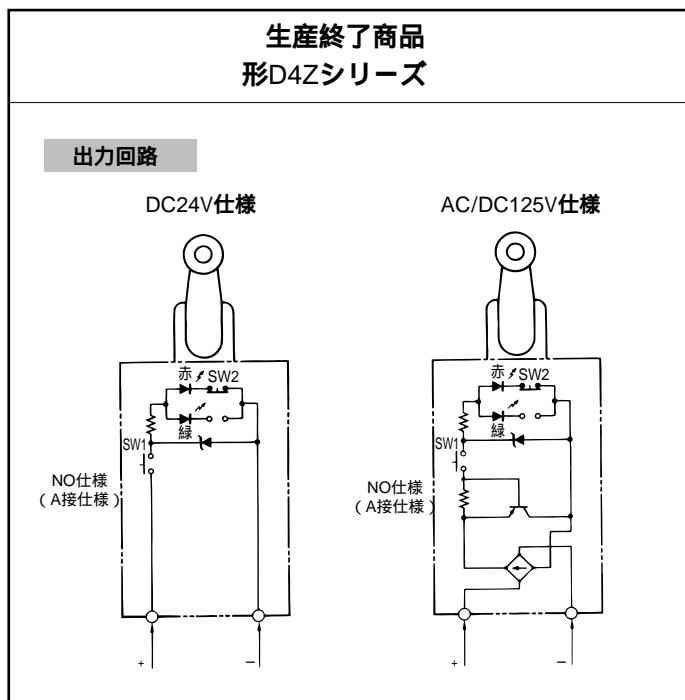 生産終了商品
形D4Zシリーズ
出力回路
DC24V仕様
AC/DC125V仕様
赤 SW2
緑
SW1
NO仕様
(A接仕様)
+ −
赤 SW2
緑
SW1
NO仕様
(A接仕様)
+ −